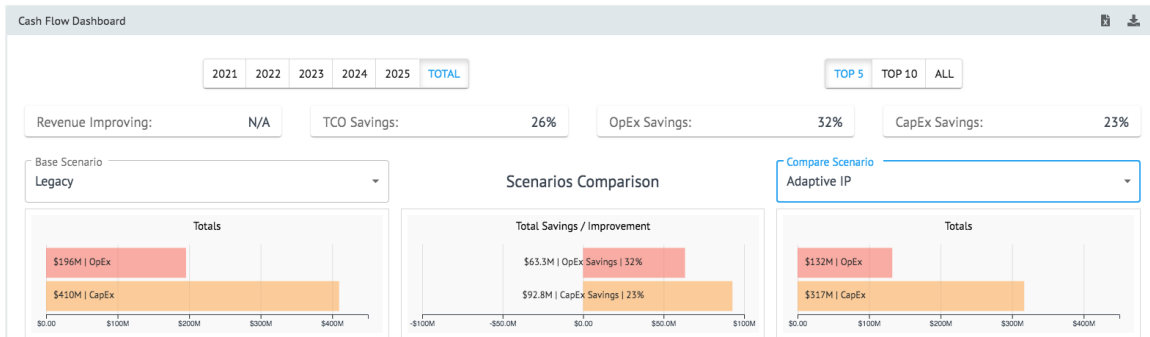 Cash Flow Dashboard
2021 2022 2023 2024 2025 TOTAL
TOP 5 TOP 10 ALL
Revenue Improving: N/A
TCO Savings: 26%
OpEx Savings: 32%
CapEx Savings: 23%
Base Scenario
Legacy
Scenarios Comparison
Compare Scenario
Adaptive IP
Totals
$196M | OpEx
$410M | CapEx
$0.00 $100M $200M $300M $400M
Total Savings / Improvement
$63.3M | OpEx Savings | 32%
$92.8M | CapEx Savings | 23%
-$100M -$50.0M $0.00 $50.0M $100M
Totals
$132M | OpEx
$317M | CapEx
$0.00 $100M $200M $300M $400M